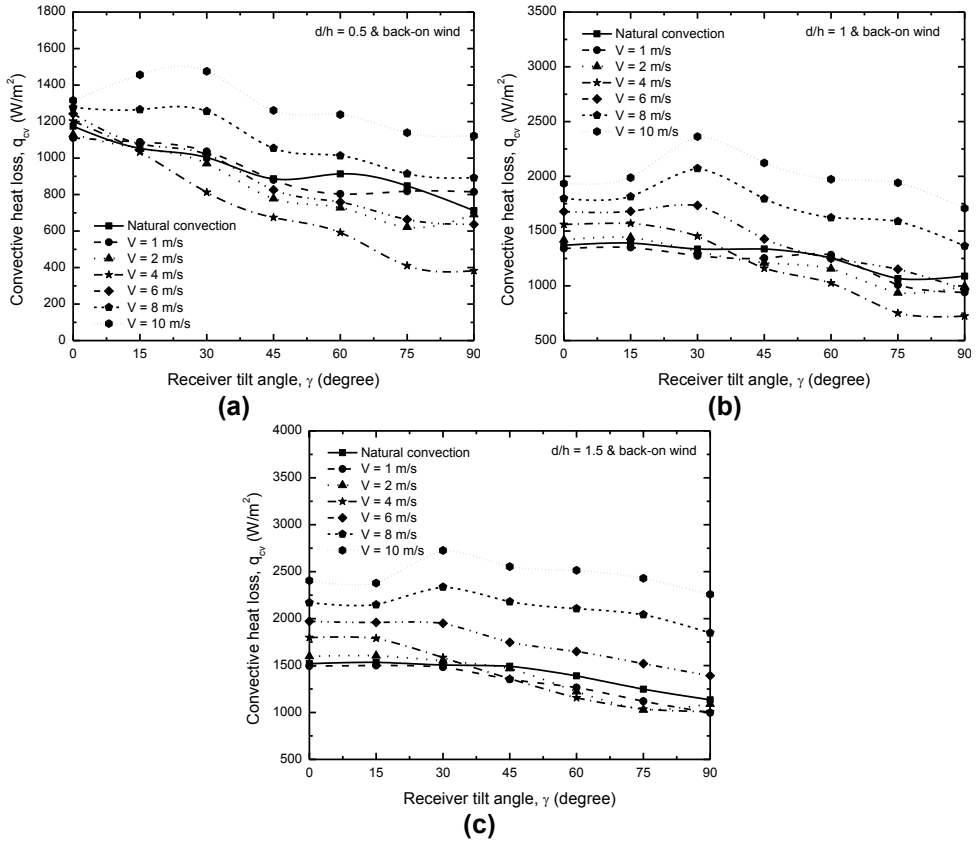 d/h = 0.5 & back-on wind
1800
1600
1400
1200
1000
800
600
400
200
0
Convective heat loss, q_cv (W/m²)
Natural convection
V = 1 m/s
V = 2 m/s
V = 4 m/s
V = 6 m/s
V = 8 m/s
V = 10 m/s
0 15 30 45 60 75 90
Receiver tilt angle, γ (degree)
(a)
d/h = 1 & back-on wind
3500
3000
2500
2000
1500
1000
500
Convective heat loss, q_cv (W/m²)
Natural convection
V = 1 m/s
V = 2 m/s
V = 4 m/s
V = 6 m/s
V = 8 m/s
V = 10 m/s
0 15 30 45 60 75 90
Receiver tilt angle, γ (degree)
(b)
d/h = 1.5 & back-on wind
4000
3500
3000
2500
2000
1500
1000
500
Convective heat loss, q_cv (W/m²)
Natural convection
V = 1 m/s
V = 2 m/s
V = 4 m/s
V = 6 m/s
V = 8 m/s
V = 10 m/s
0 15 30 45 60 75 90
Receiver tilt angle, γ (degree)
(c)